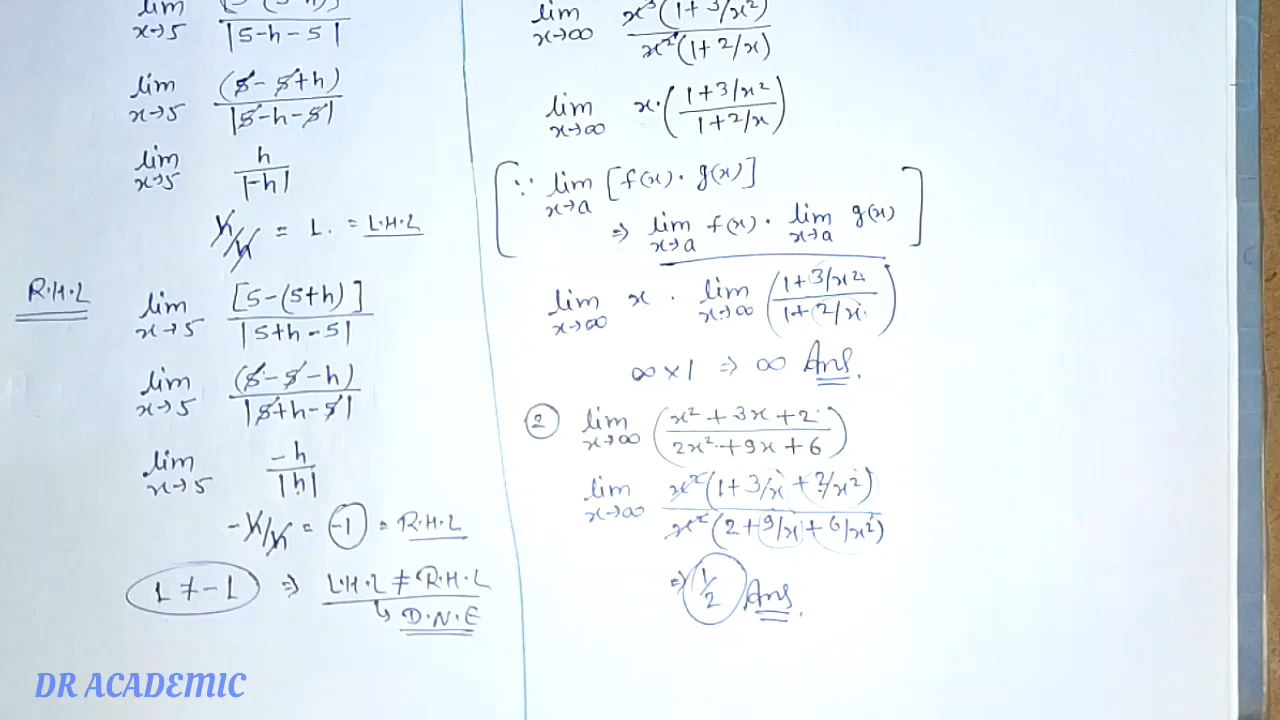 lim x→5 [5-(5-h)] / |5-h-5|
lim x→5 (5-5+h) / |5-h-5|
lim x→5 h / |-h|
h/h = 1. = L.H.L
R.H.L lim x→5 [5-(5+h)] / |5+h-5|
lim x→5 (5-5-h) / |5+h-5|
lim x→5 -h / |h|
-h/h = -1 = R.H.L
1 ≠ -1 ⇒ L.H.L ≠ R.H.L
↳ D.N.E
lim x→∞ x³(1+3/x²) / x²(1+2/x)
lim x→∞ x·(1+3/x² / 1+2/x)
[∵ lim x→a [f(x)·g(x)]
⇒ lim x→a f(x)· lim x→a g(x)]
lim x→∞ x · lim x→∞ (1+3/x² / 1+2/x)
∞×1 ⇒ ∞ Ans.
② lim x→∞ (x²+3x+2 / 2x²+9x+6)
lim x→∞ x²(1+3/x+2/x²) / x²(2+9/x+6/x²)
⇒ 1/2 Ans.
DR ACADEMIC